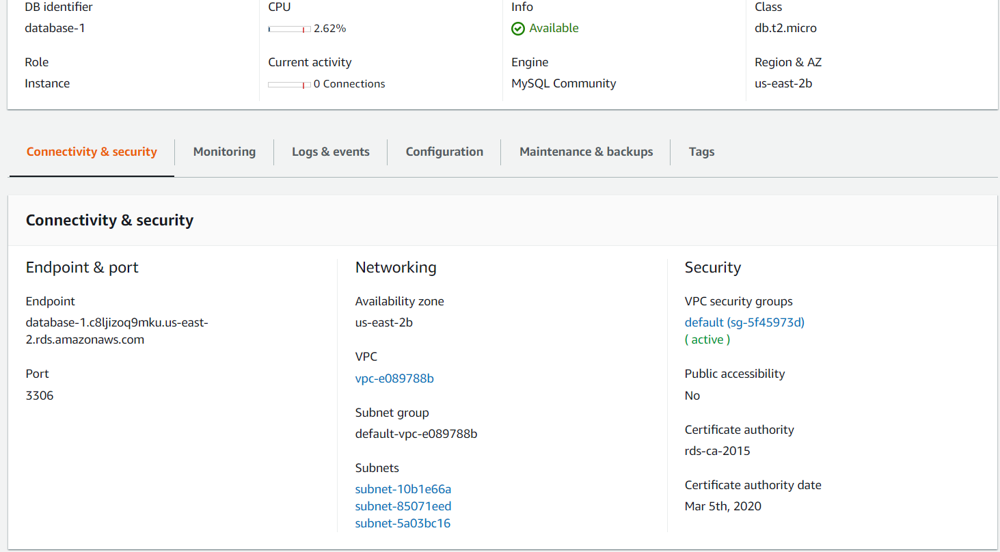 DB identifier
database-1
CPU
2.62%
Info
Available
Class
db.t2.micro
Role
Instance
Current activity
0 Connections
Engine
MySQL Community
Region & AZ
us-east-2b
Connectivity & security
Monitoring
Logs & events
Configuration
Maintenance & backups
Tags
Connectivity & security
Endpoint & port
Endpoint
database-1.c8ljizoq9mku.us-east-
2.rds.amazonaws.com
Port
3306
Networking
Availability zone
us-east-2b
VPC
vpc-e089788b
Subnet group
default-vpc-e089788b
Subnets
subnet-10b1e66a
subnet-85071eed
subnet-5a03bc16
Security
VPC security groups
default (sg-5f45973d)
( active )
Public accessibility
No
Certificate authority
rds-ca-2015
Certificate authority date
Mar 5th, 2020